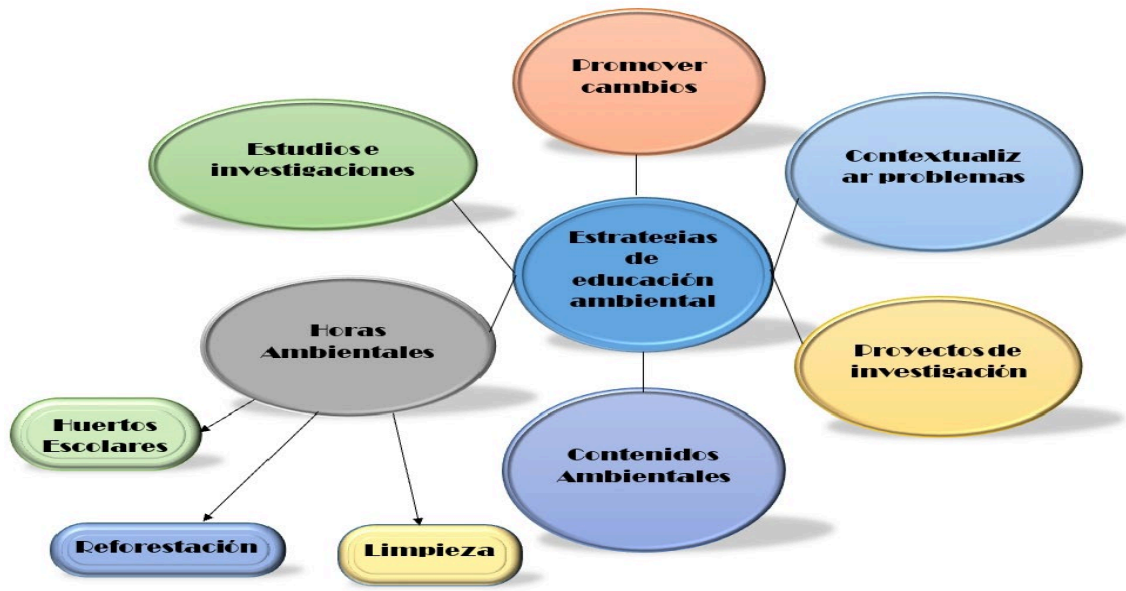 Promover
cambios
Estudios e
investigaciones
Contextualiz
ar problemas
Estrategias
de
educación
ambiental
Horas
Ambientales
Proyectos de
investigación
Huertos
Escolares
Contenidos
Ambientales
Reforestación
Limpieza